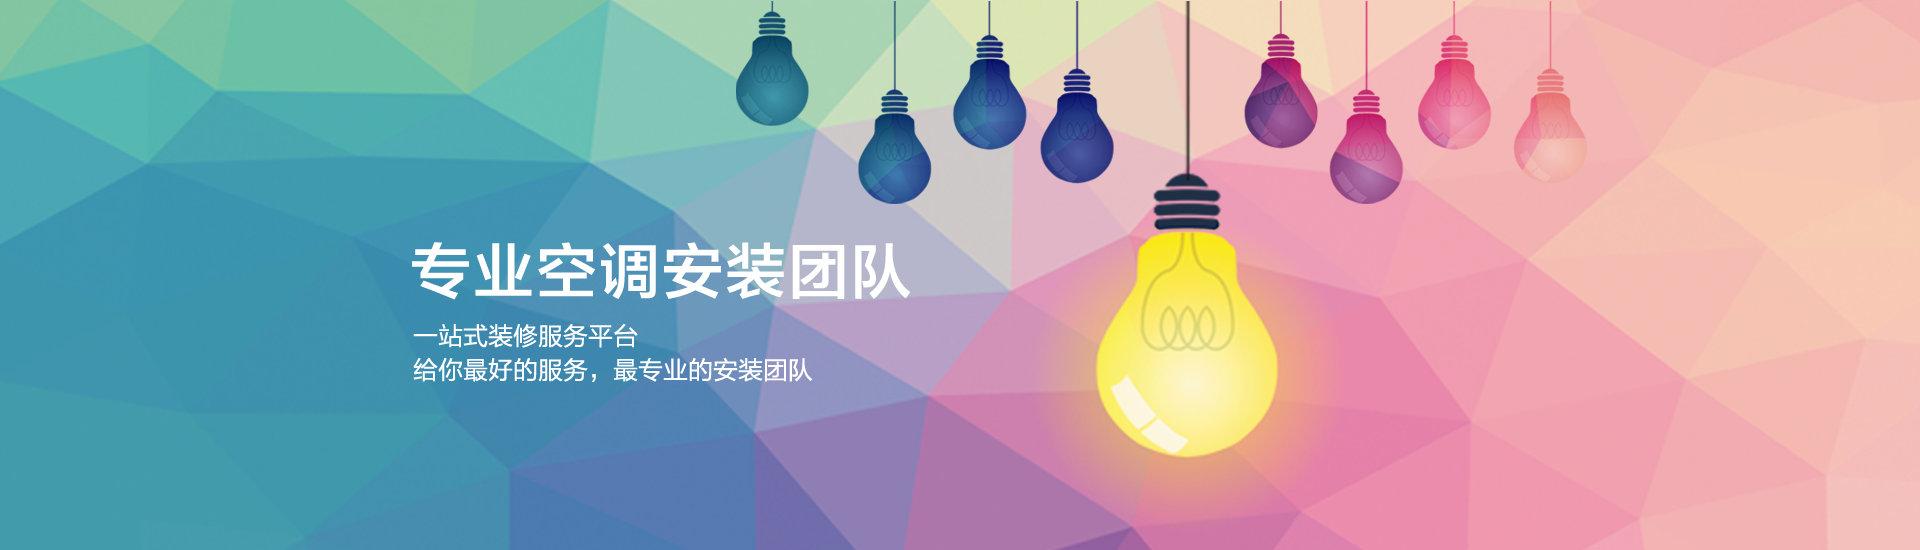 专业空调安装团队
一站式装修服务平台
给你最好的服务，最专业的安装团队